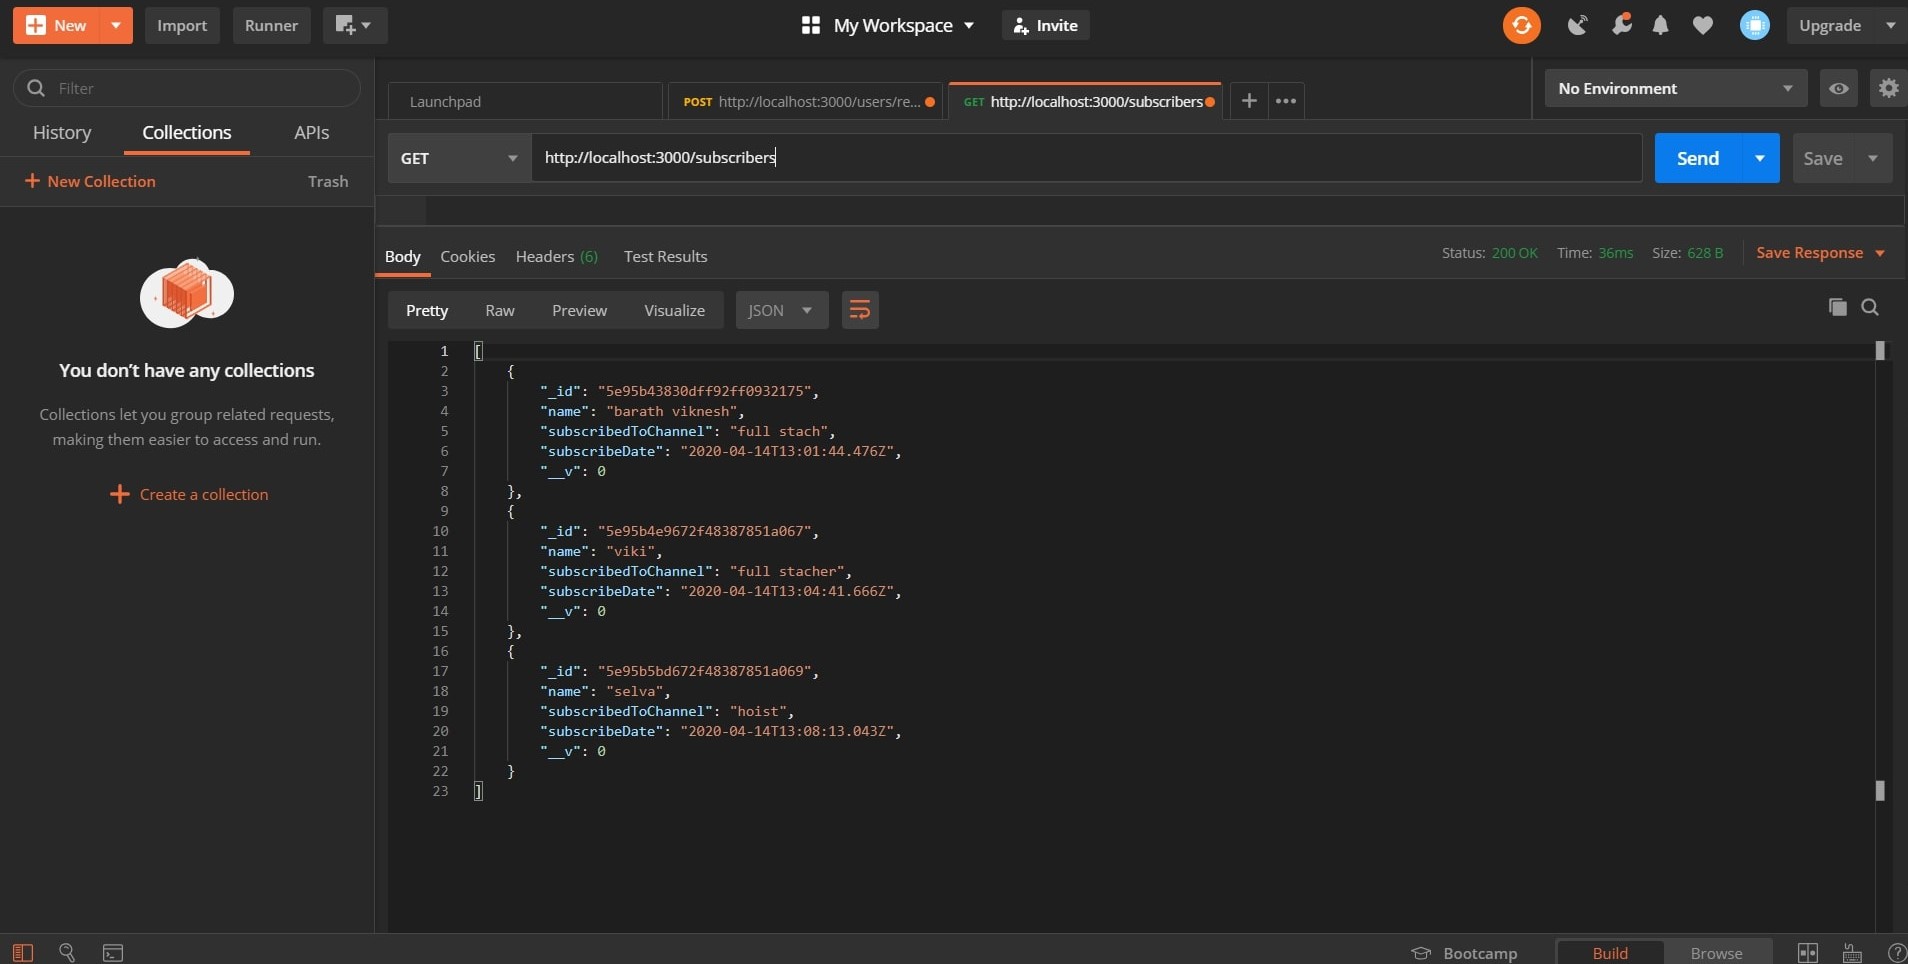 New Import Runner My Workspace Invite Upgrade
Filter
Launchpad POST http://localhost:3000/users/re... GET http://localhost:3000/subscribers No Environment
History Collections APIs
GET http://localhost:3000/subscribers Send Save
New Collection Trash
Body Cookies Headers (6) Test Results Status: 200 OK Time: 36ms Size: 628 B Save Response
Pretty Raw Preview Visualize JSON
You don’t have any collections
Collections let you group related requests,
making them easier to access and run.
Create a collection
1 [
2 {
3 "_id": "5e95b43830dff92ff0932175",
4 "name": "barath viknesh",
5 "subscribedToChannel": "full stach",
6 "subscribeDate": "2020-04-14T13:01:44.476Z",
7 "__v": 0
8 },
9 {
10 "_id": "5e95b4e9672f48387851a067",
11 "name": "viki",
12 "subscribedToChannel": "full stacher",
13 "subscribeDate": "2020-04-14T13:04:41.666Z",
14 "__v": 0
15 },
16 {
17 "_id": "5e95b5bd672f48387851a069",
18 "name": "selva",
19 "subscribedToChannel": "hoist",
20 "subscribeDate": "2020-04-14T13:08:13.043Z",
21 "__v": 0
22 }
23 ]
Bootcamp Build Browse